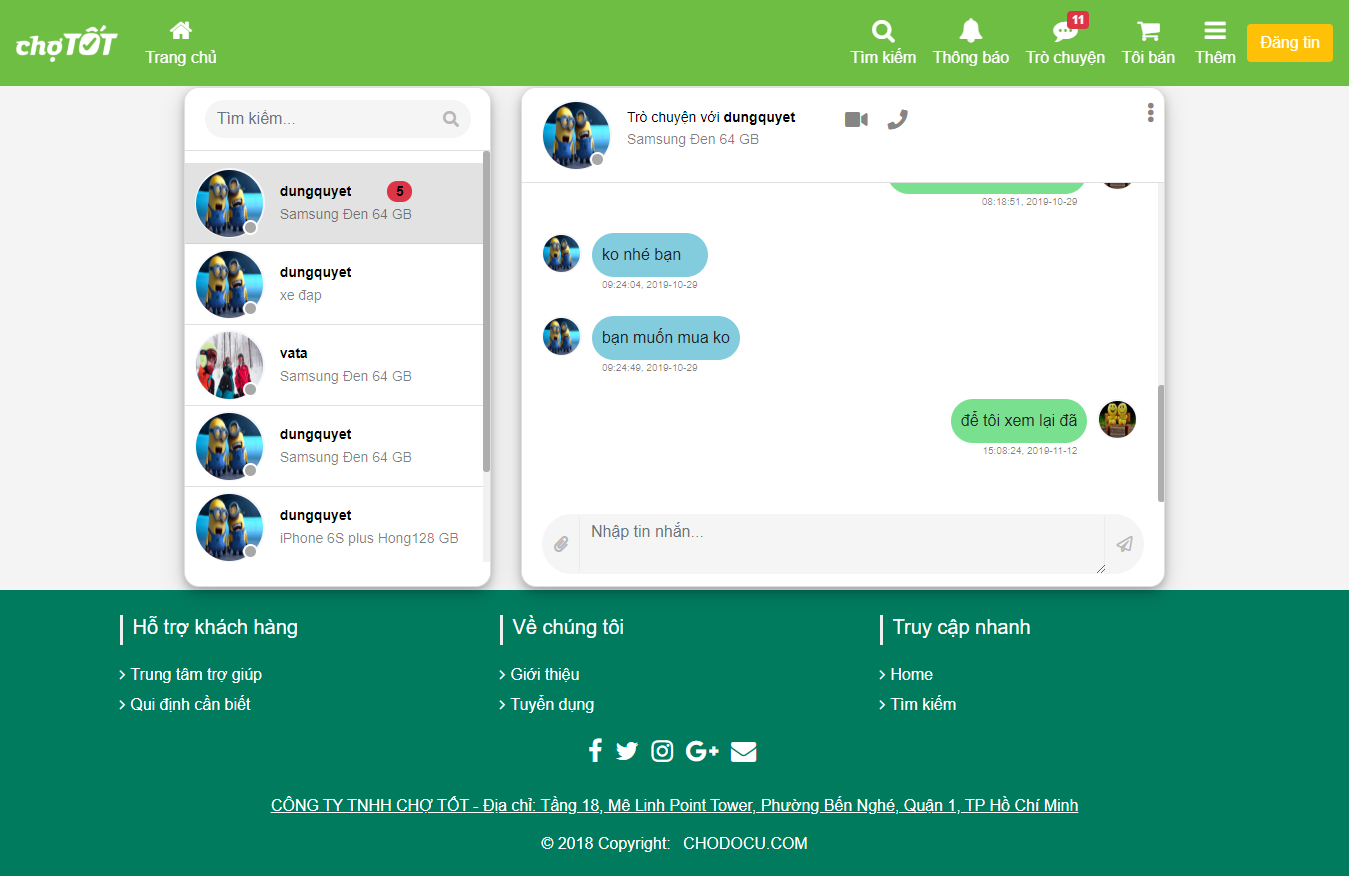 chợTỐT
Trang chủ
Tìm kiếm
Thông báo
11
Trò chuyện
Tôi bán
Thêm
Đăng tin
Tìm kiếm...
dungquyet 5
Samsung Đen 64 GB
dungquyet
xe đạp
vata
Samsung Đen 64 GB
dungquyet
Samsung Đen 64 GB
dungquyet
iPhone 6S plus Hong128 GB
Trò chuyện với dungquyet
Samsung Đen 64 GB
08:18:51, 2019-10-29
ko nhé bạn
09:24:04, 2019-10-29
bạn muốn mua ko
09:24:49, 2019-10-29
để tôi xem lại đã
15:08:24, 2019-11-12
Nhập tin nhắn...
Hỗ trợ khách hàng
Trung tâm trợ giúp
Qui định cần biết
Về chúng tôi
Giới thiệu
Tuyển dụng
Truy cập nhanh
Home
Tìm kiếm
CÔNG TY TNHH CHỢ TỐT - Địa chỉ: Tầng 18, Mê Linh Point Tower, Phường Bến Nghé, Quận 1, TP Hồ Chí Minh
© 2018 Copyright: CHODOCU.COM